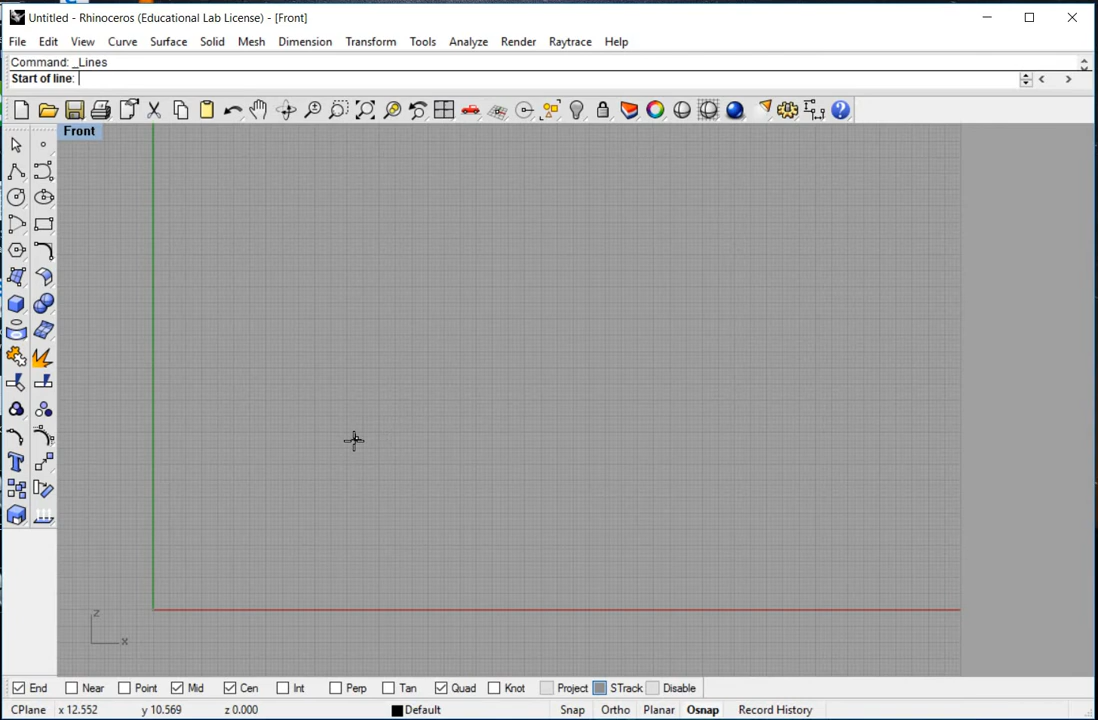 Untitled - Rhinoceros (Educational Lab License) - [Front]
File Edit View Curve Surface Solid Mesh Dimension Transform Tools Analyze Render Raytrace Help
Command: _Lines
Start of line:
Front
z
x
End Near Point Mid Cen Int Perp Tan Quad Knot Project STrack Disable
CPlane x 12.552 y 10.569 z 0.000 Default Snap Ortho Planar Osnap Record History